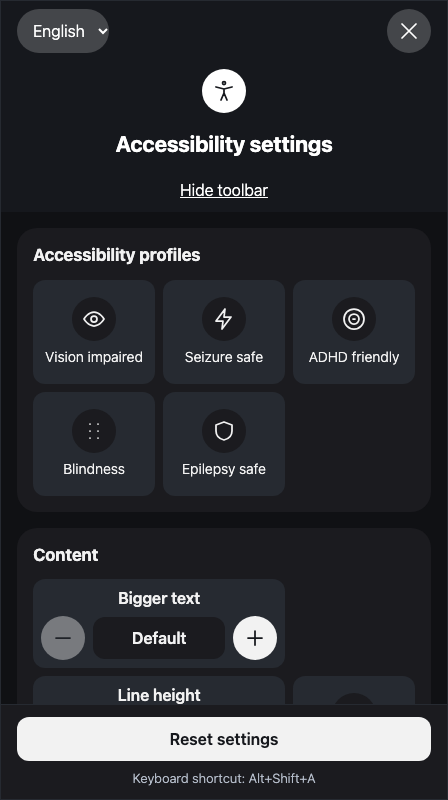 English
Accessibility settings
Hide toolbar
Accessibility profiles
Vision impaired
Seizure safe
ADHD friendly
Blindness
Epilepsy safe
Content
Bigger text
Default
Line height
Reset settings
Keyboard shortcut: Alt+Shift+A